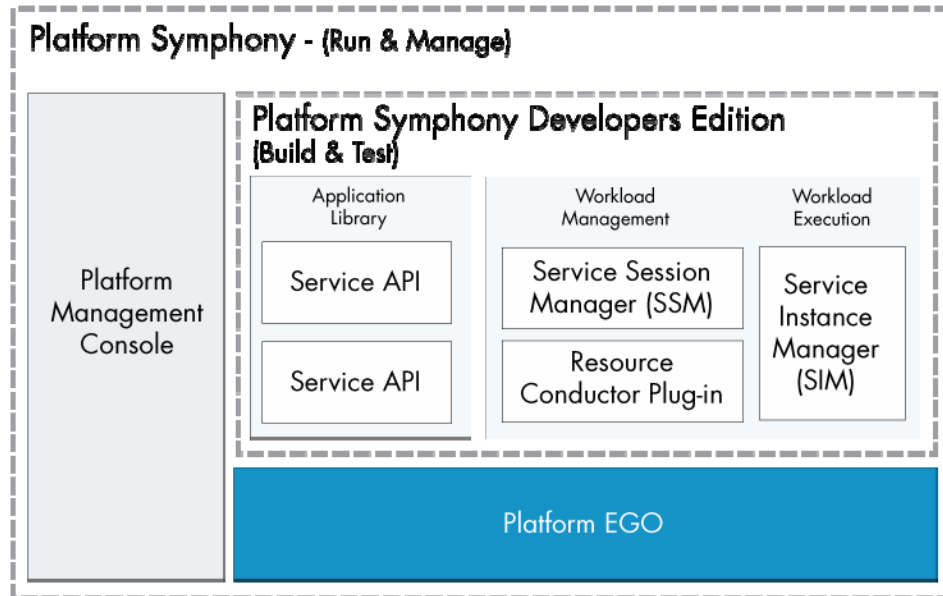 Platform Symphony - (Run & Manage)
Platform
Management
Console
Platform Symphony Developers Edition
(Build & Test)
Application
Library
Service API
Service API
Workload
Management
Service Session
Manager (SSM)
Resource
Conductor Plug-in
Workload
Execution
Service
Instance
Manager
(SIM)
Platform EGO